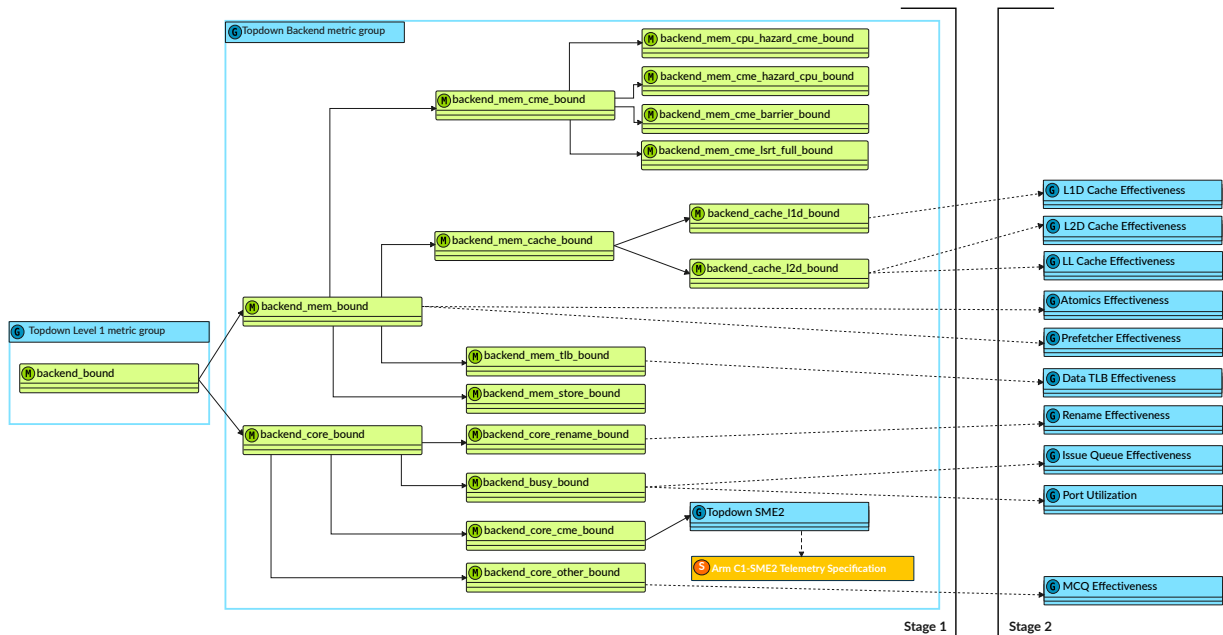 G Topdown Backend metric group
M backend_mem_cpu_hazard_cme_bound
M backend_mem_cme_hazard_cpu_bound
M backend_mem_cme_bound
M backend_mem_cme_barrier_bound
M backend_mem_cme_lsrt_full_bound
G L1D Cache Effectiveness
M backend_cache_l1d_bound
G L2D Cache Effectiveness
M backend_mem_cache_bound
G LL Cache Effectiveness
M backend_cache_l2d_bound
G Atomics Effectiveness
M backend_mem_bound
G Topdown Level 1 metric group
G Prefetcher Effectiveness
M backend_mem_tlb_bound
M backend_bound
G Data TLB Effectiveness
M backend_mem_store_bound
G Rename Effectiveness
M backend_core_bound
M backend_core_rename_bound
G Issue Queue Effectiveness
M backend_busy_bound
G Port Utilization
G Topdown SME2
M backend_core_cme_bound
S Arm C1-SME2 Telemetry Specification
M backend_core_other_bound
G MCQ Effectiveness
Stage 1
Stage 2